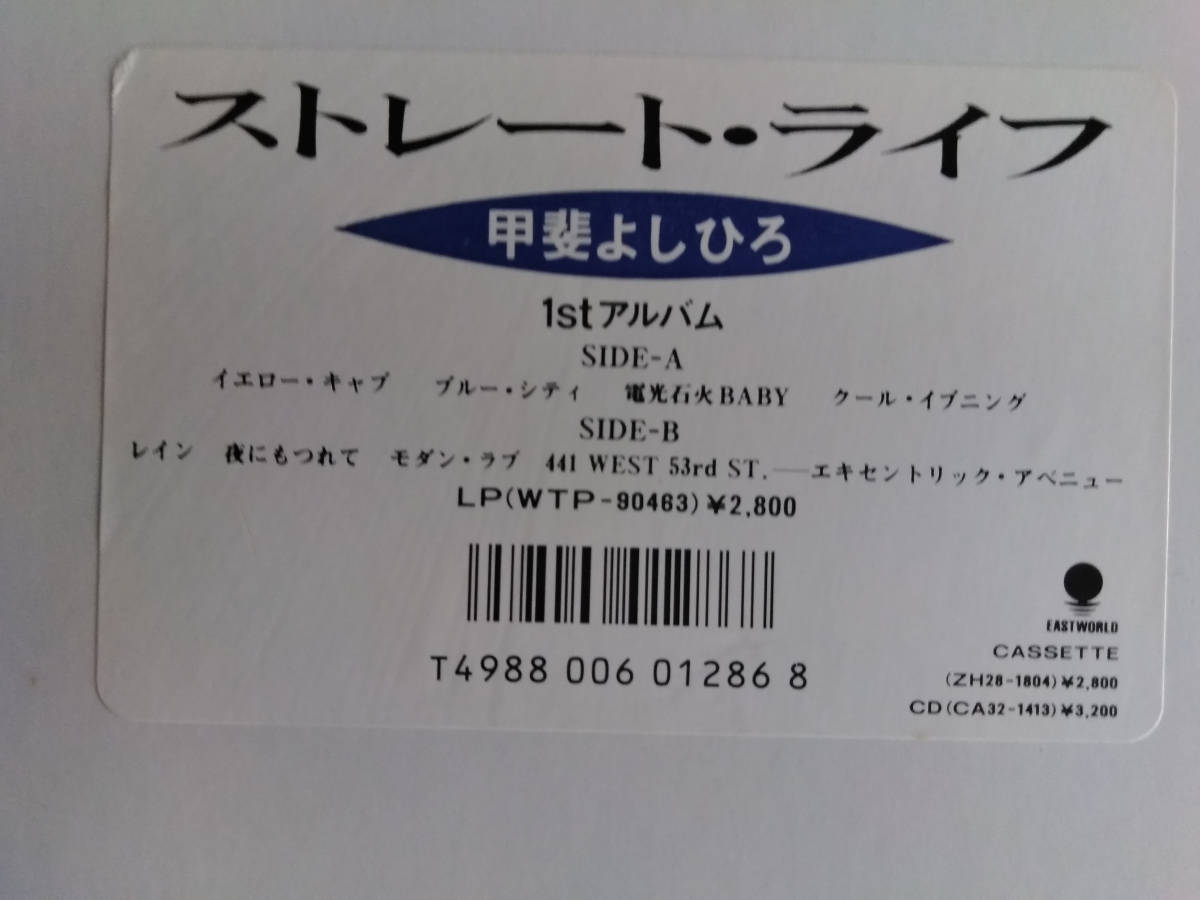 ストレート・ライフ
甲斐よしひろ
1stアルバム
SIDE-A
イエロー・キャブ　ブルー・シティ　電光石火BABY　クール・イブニング
SIDE-B
レイン　夜にもつれて　モダン・ラブ　441 WEST 53rd ST.——エキセントリック・アベニュー
LP(WTP-90463)¥2,800
T4988 006 01286 8
EASTWORLD
CASSETTE
(ZH28-1804)¥2,800
CD(CA32-1413)¥3,200